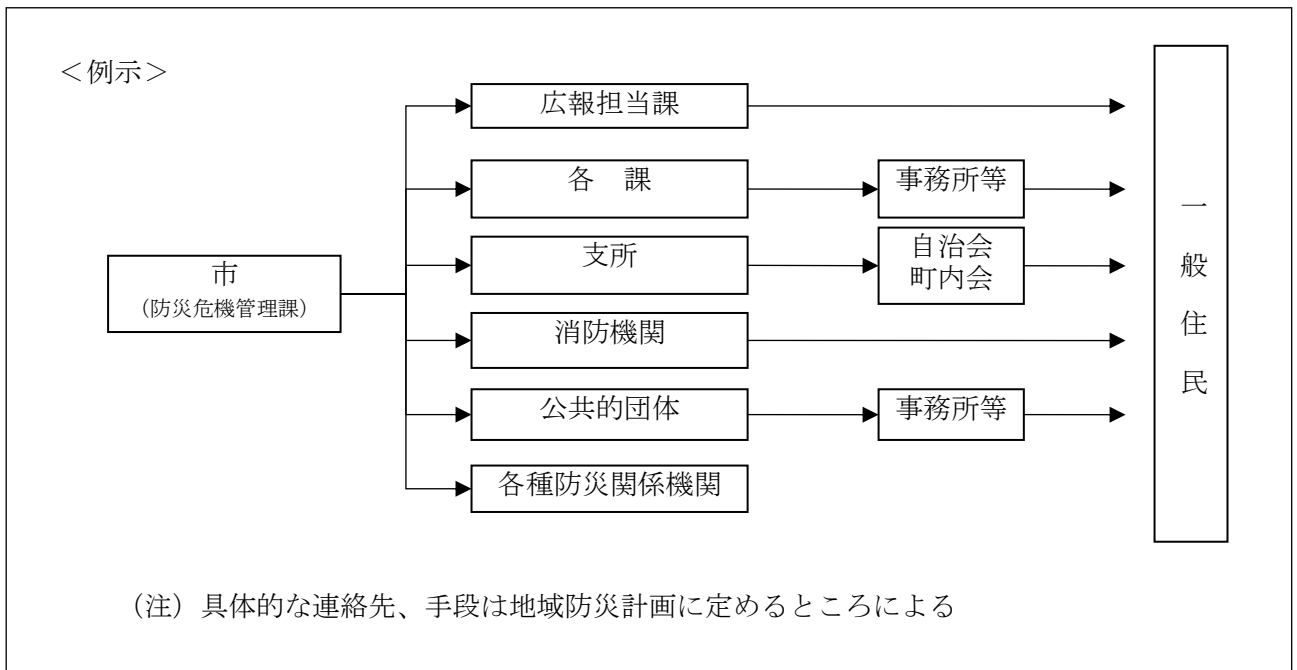 ＜例示＞
広報担当課
各　課
事務所等
支所
自治会
町内会
市
（防災危機管理課）
消防機関
公共的団体
事務所等
各種防災関係機関
一般住民
（注）具体的な連絡先、手段は地域防災計画に定めるところによる